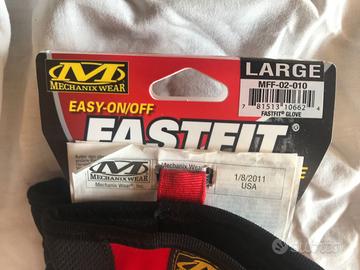 MECHANIX WEAR
LARGE
MFF-02-010
7 81513 10662 4
FASTFIT® GLOVE
EASY-ON/OFF
FASTFIT®
MECHANIX WEAR
Mechanix Wear®, Inc.
1/8/2011
USA
subito